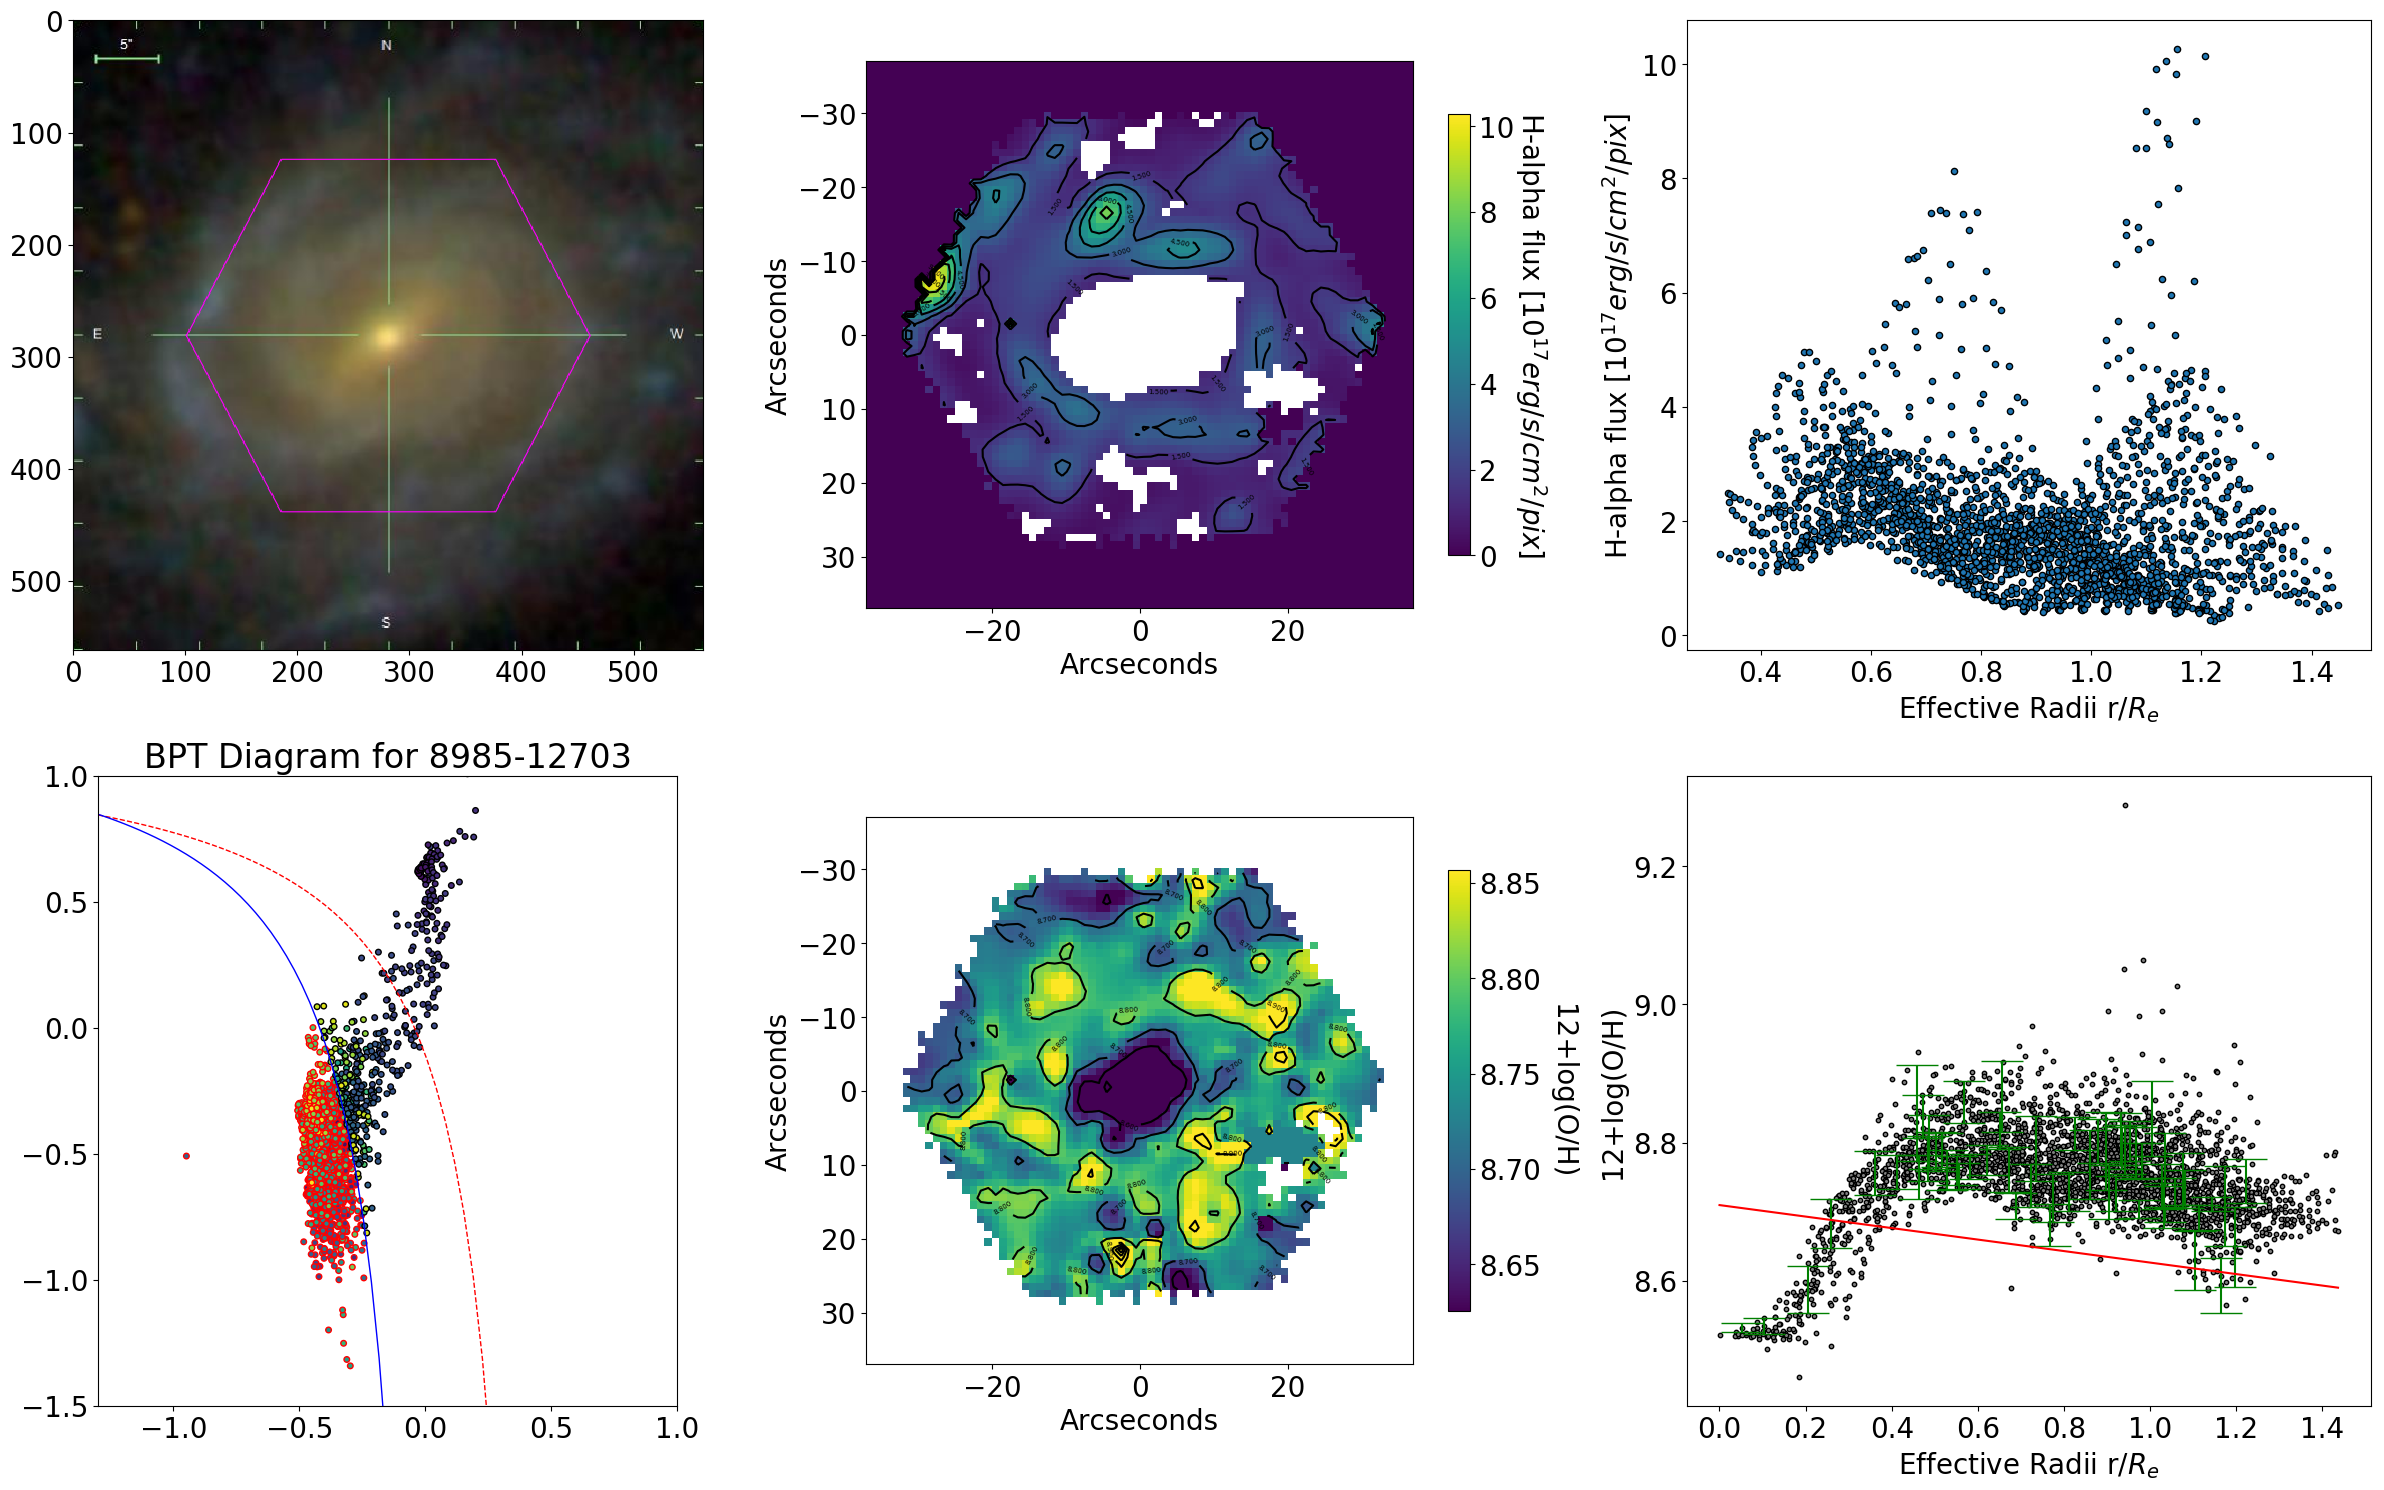 0
100
200
300
400
500
5"
N
E
W
S
0 100 200 300 400 500
−30
−20
−10
0
10
20
30
Arcseconds
−20 0 20
Arcseconds
10
8
6
4
2
0
H-alpha flux [10^17 erg/s/cm^2/pix]
10
8
6
4
2
0
H-alpha flux [10^17 erg/s/cm^2/pix]
0.4 0.6 0.8 1.0 1.2 1.4
Effective Radii r/R_e
BPT Diagram for 8985-12703
1.0
0.5
0.0
−0.5
−1.0
−1.5
−1.0 −0.5 0.0 0.5 1.0
−30
−20
−10
0
10
20
30
Arcseconds
−20 0 20
Arcseconds
8.85
8.80
8.75
8.70
8.65
12+log(O/H)
9.2
9.0
8.8
8.6
12+log(O/H)
0.0 0.2 0.4 0.6 0.8 1.0 1.2 1.4
Effective Radii r/R_e